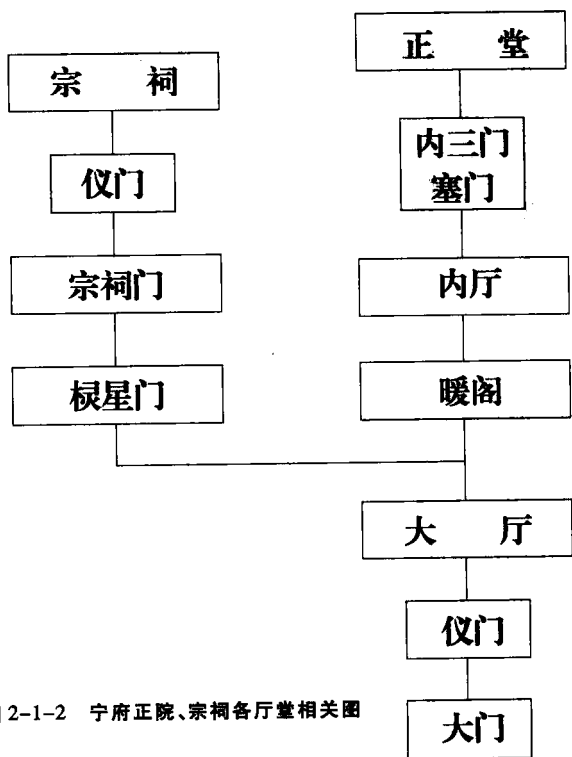 正 堂
宗 祠
内三门
塞门
仪门
宗祠门
内厅
棂星门
暖阁
大 厅
仪门
2-1-2 宁府正院、宗祠各厅堂相关图
大门